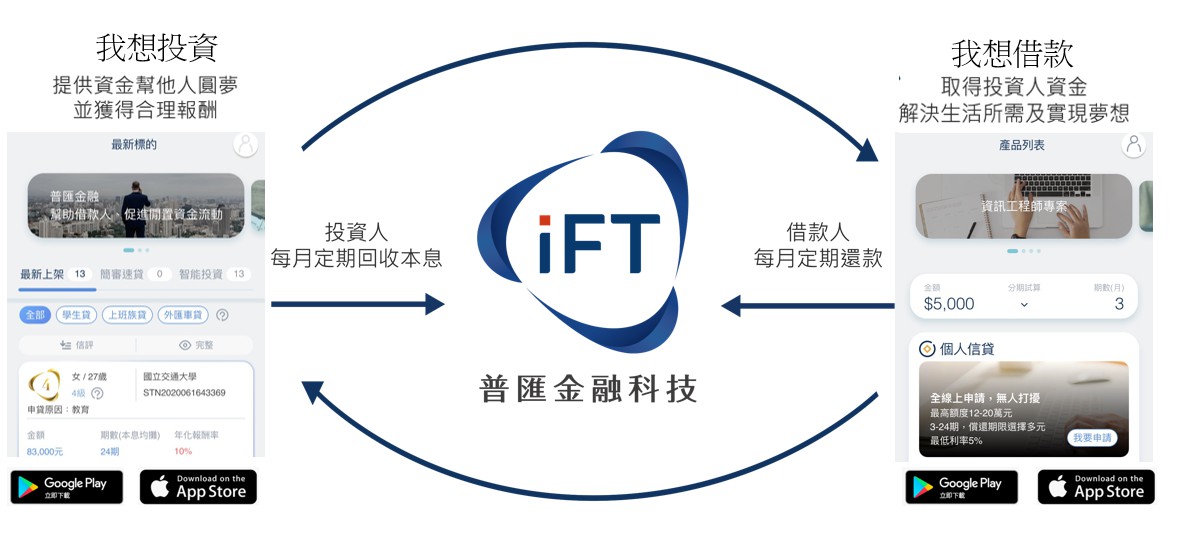 我想投資
提供資金幫他人圓夢
並獲得合理報酬
最新標的
普匯金融
幫助借款人、促進閒置資金流動
最新上架 13 簡審速貸 0 智能投資 13
全部 學生貸 上班族貸 外匯車貸 ?
信評 完整
4
女 / 27歲
4級 ?
國立交通大學
STN2020061643369
申貸原因：教育
金額 期數(本息均攤) 年化報酬率
83,000元 24期 10%
Google Play
立即下載
Download on the
App Store
投資人
每月定期回收本息
iFT
普匯金融科技
借款人
每月定期還款
我想借款
取得投資人資金
解決生活所需及實現夢想
產品列表
資訊工程師專案
金額 分期試算 期數(月)
$5,000 3
個人信貸
全線上申請，無人打擾
最高額度12-20萬元
3-24期，償還期限選擇多元
最低利率5%
我要申請
Google Play
立即下載
Download on the
App Store